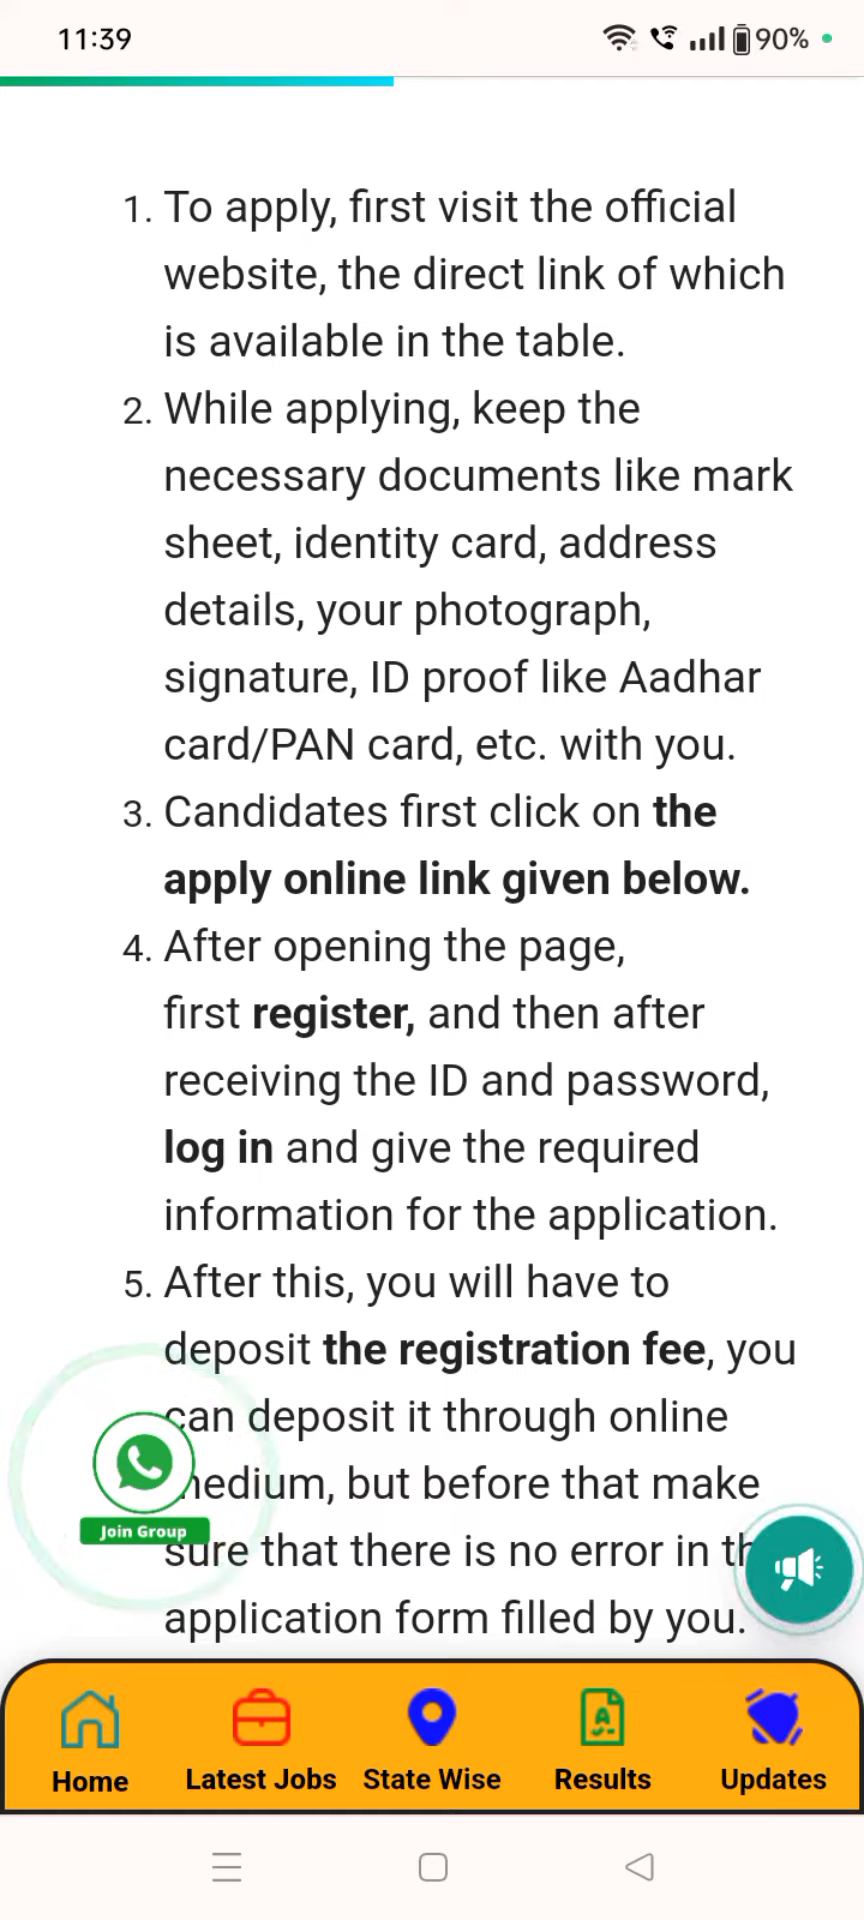 11:39
90%
1. To apply, first visit the official
website, the direct link of which
is available in the table.
2. While applying, keep the
necessary documents like mark
sheet, identity card, address
details, your photograph,
signature, ID proof like Aadhar
card/PAN card, etc. with you.
3. Candidates first click on the
apply online link given below.
4. After opening the page,
first register, and then after
receiving the ID and password,
log in and give the required
information for the application.
5. After this, you will have to
deposit the registration fee, you
can deposit it through online
medium, but before that make
sure that there is no error in
application form filled by you.
Join Group
Home Latest Jobs State Wise Results Updates